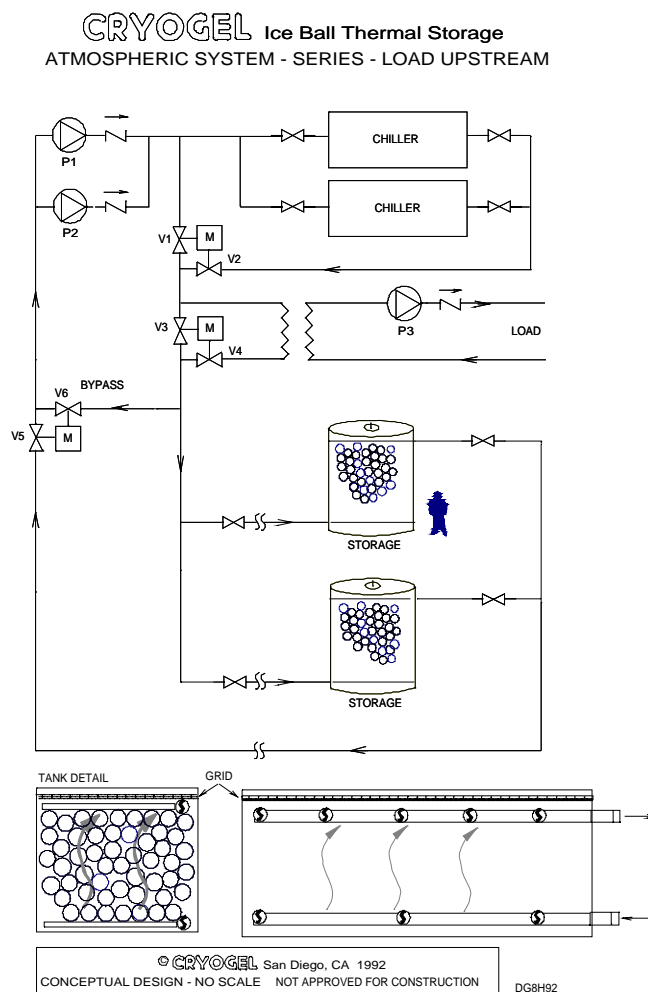 CRYOGEL Ice Ball Thermal Storage
ATMOSPHERIC SYSTEM - SERIES - LOAD UPSTREAM
P1
CHILLER
P2
CHILLER
V1
M
V2
V3
M
V4
P3
LOAD
V6
BYPASS
V5
M
STORAGE
STORAGE
TANK DETAIL
GRID
© CRYOGEL San Diego, CA 1992
CONCEPTUAL DESIGN - NO SCALE NOT APPROVED FOR CONSTRUCTION
DG8H92